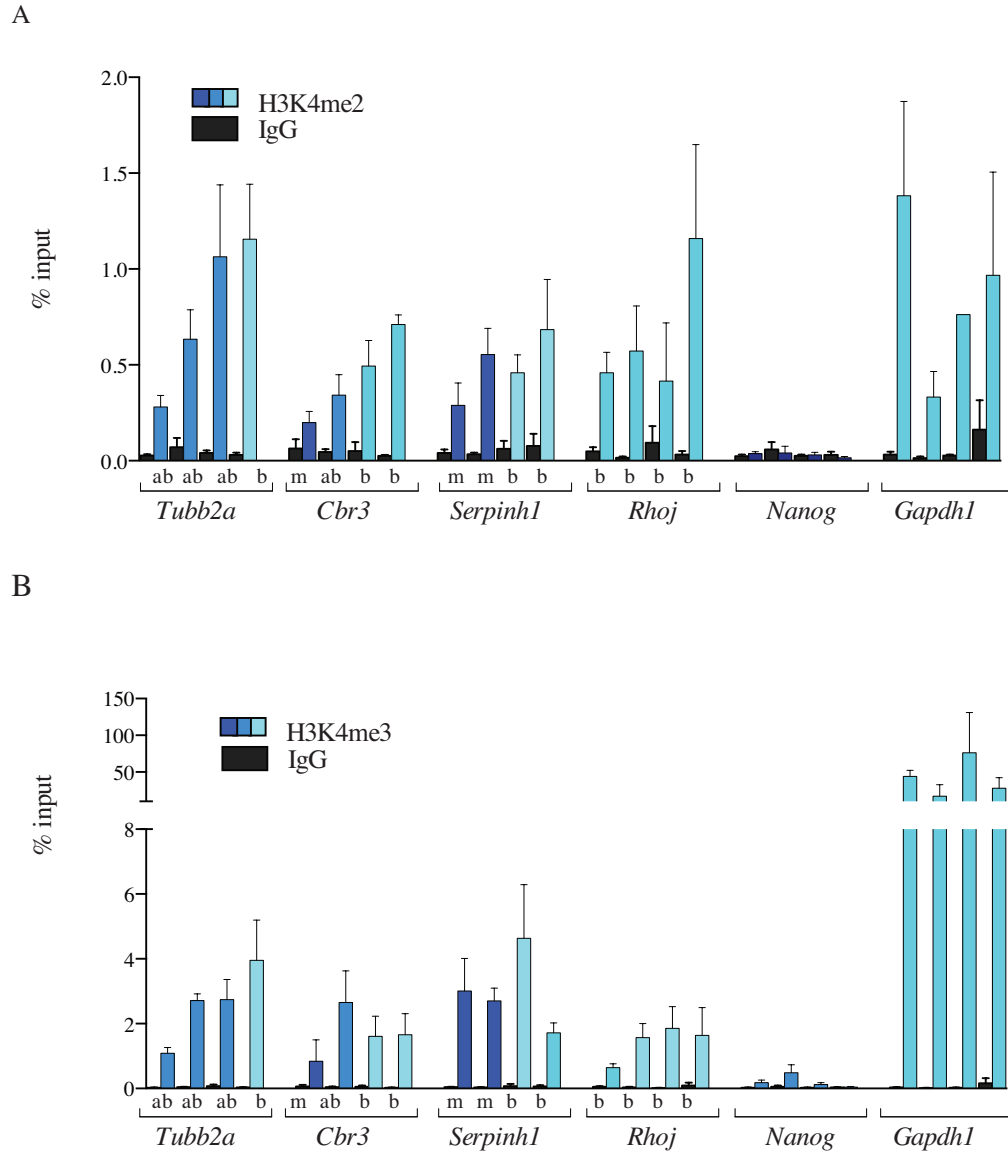 A
2.0
1.5
1.0
0.5
0.0
% input
H3K4me2
IgG
ab ab ab b m ab b b m m b b b b b b
Tubb2a Cbr3 Serpinh1 Rhoj Nanog Gapdh1
B
150
100
50
8
6
4
2
0
% input
H3K4me3
IgG
ab ab ab b m ab b b m m b b b b b b
Tubb2a Cbr3 Serpinh1 Rhoj Nanog Gapdh1